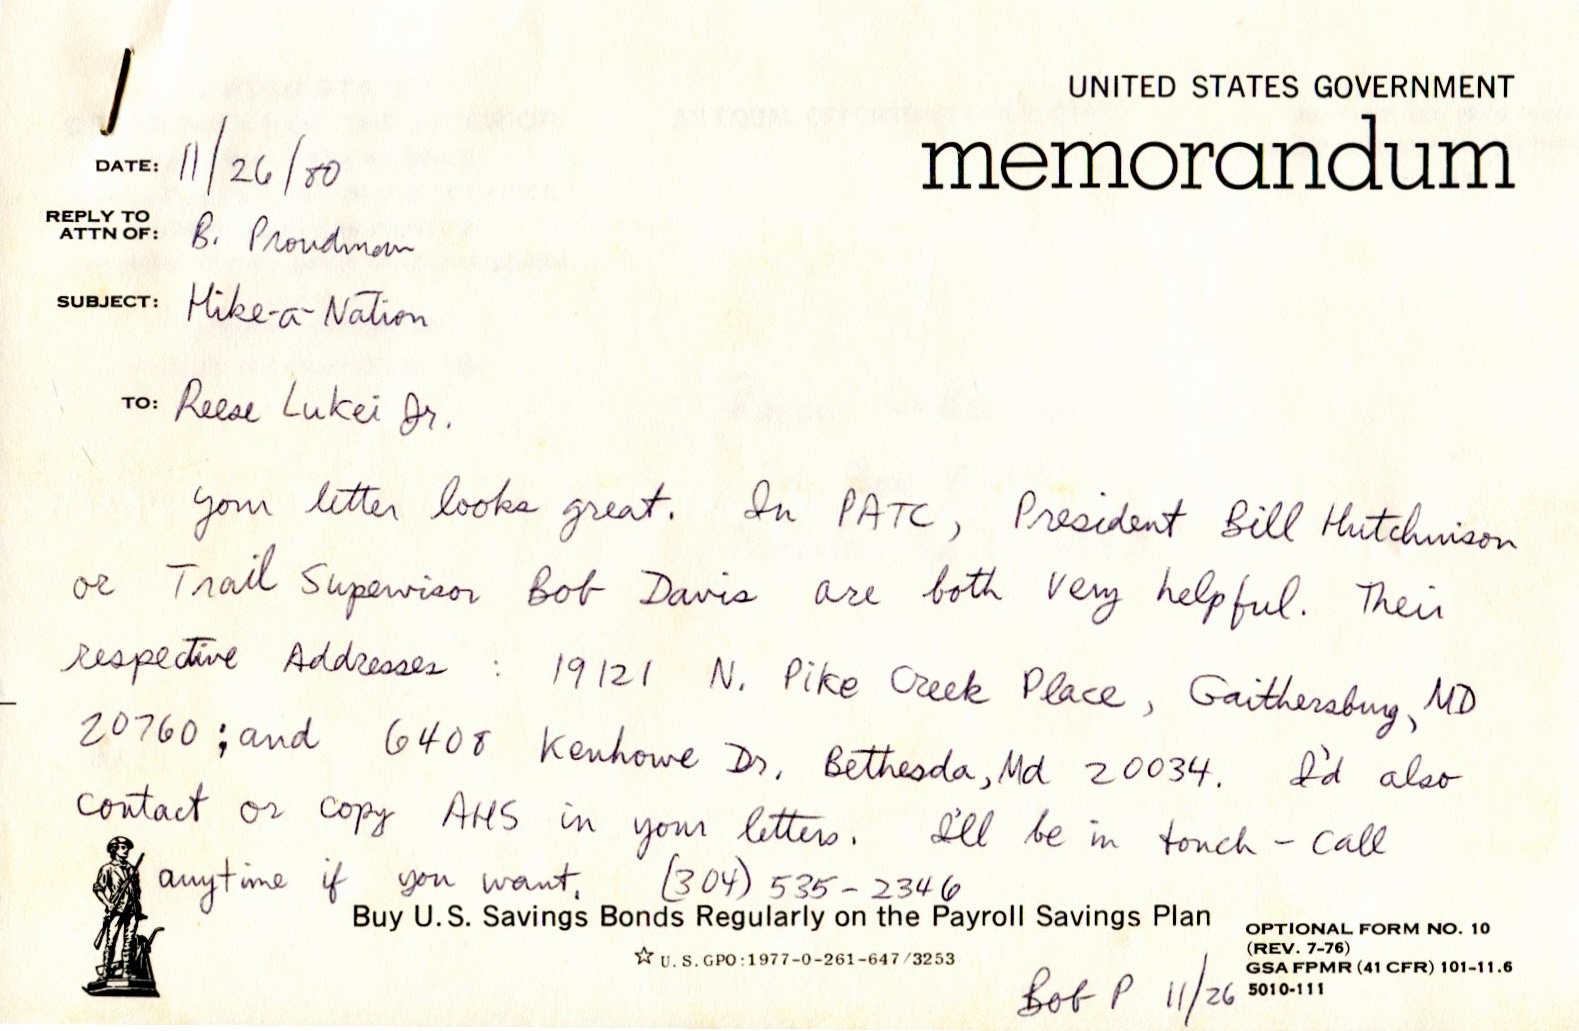 UNITED STATES GOVERNMENT
memorandum
DATE: 11/26/80
REPLY TO
ATTN OF: B. Proudman
SUBJECT: Hike-a-Nation
TO: Reese Lukei Jr.
Your letter looks great. In PATC, President Bill Hutchinson
or Trail Supervisor Bob Davis are both very helpful. Their
respective Addresses : 19121 N. Pike Creek Place, Gaithersburg, MD
20760; and 6408 Kenhowe Dr. Bethesda, Md 20034. I'd also
contact or copy AHS in your letters. I'll be in touch - call
anytime if you want. (304) 535-2346
Buy U.S. Savings Bonds Regularly on the Payroll Savings Plan
☆ U.S. GPO:1977-0-261-647/3253
OPTIONAL FORM NO. 10
(REV. 7-76)
GSA FPMR (41 CFR) 101-11.6
5010-111
Bob P 11/26